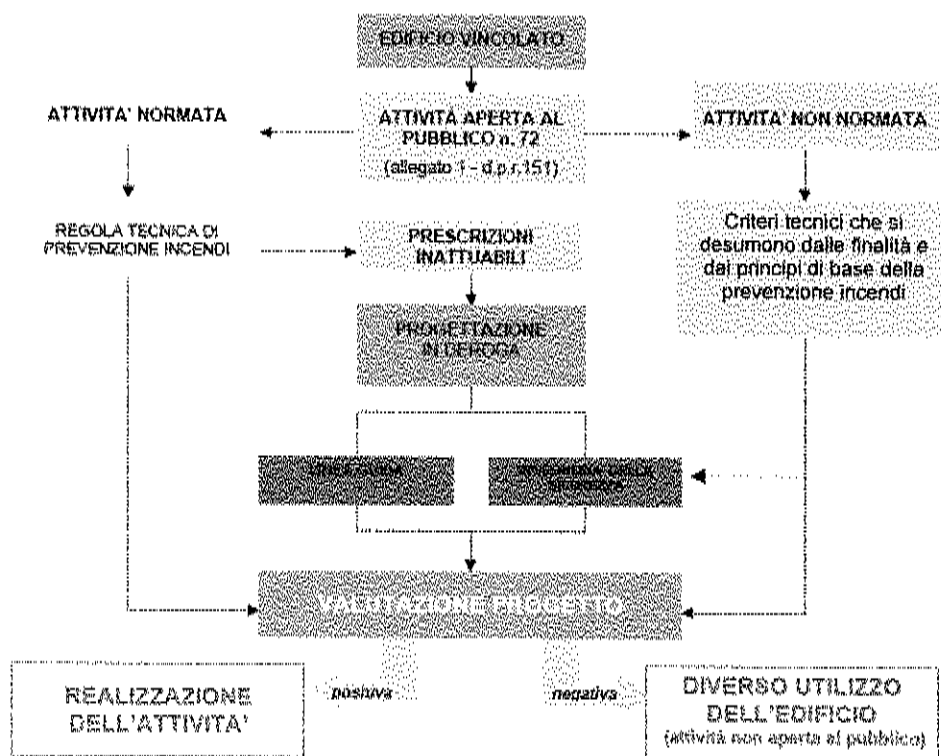 EDIFICIO VINCOLATO
ATTIVITA' NORMATA
ATTIVITÀ APERTA AL
PUBBLICO n. 72
(allegato 1 - d.p.r.151)
ATTIVITA' NON NORMATA
REGOLA TECNICA DI
PREVENZIONE INCENDI
PRESCRIZIONI
INATTUABILI
Criteri tecnici che si
desumono dalle finalità e
dai principi di base della
prevenzione incendi
PROGETTAZIONE
IN DEROGA
VALUTAZIONE PROGETTO
positiva
negativa
REALIZZAZIONE
DELL'ATTIVITA'
DIVERSO UTILIZZO
DELL'EDIFICIO
(attività non aperta al pubblico)